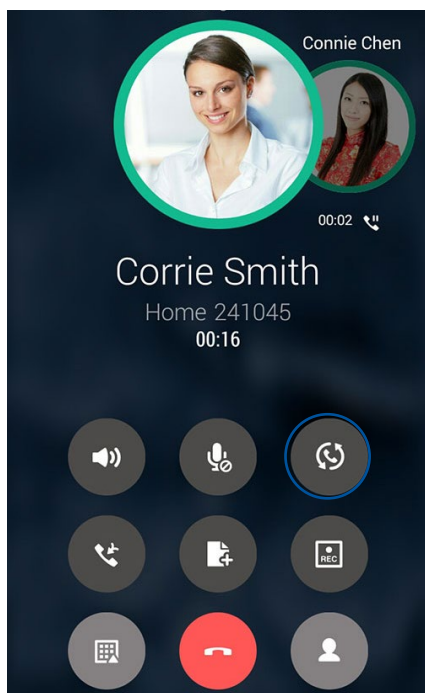 Connie Chen
00:02
Corrie Smith
Home 241045
00:16
REC